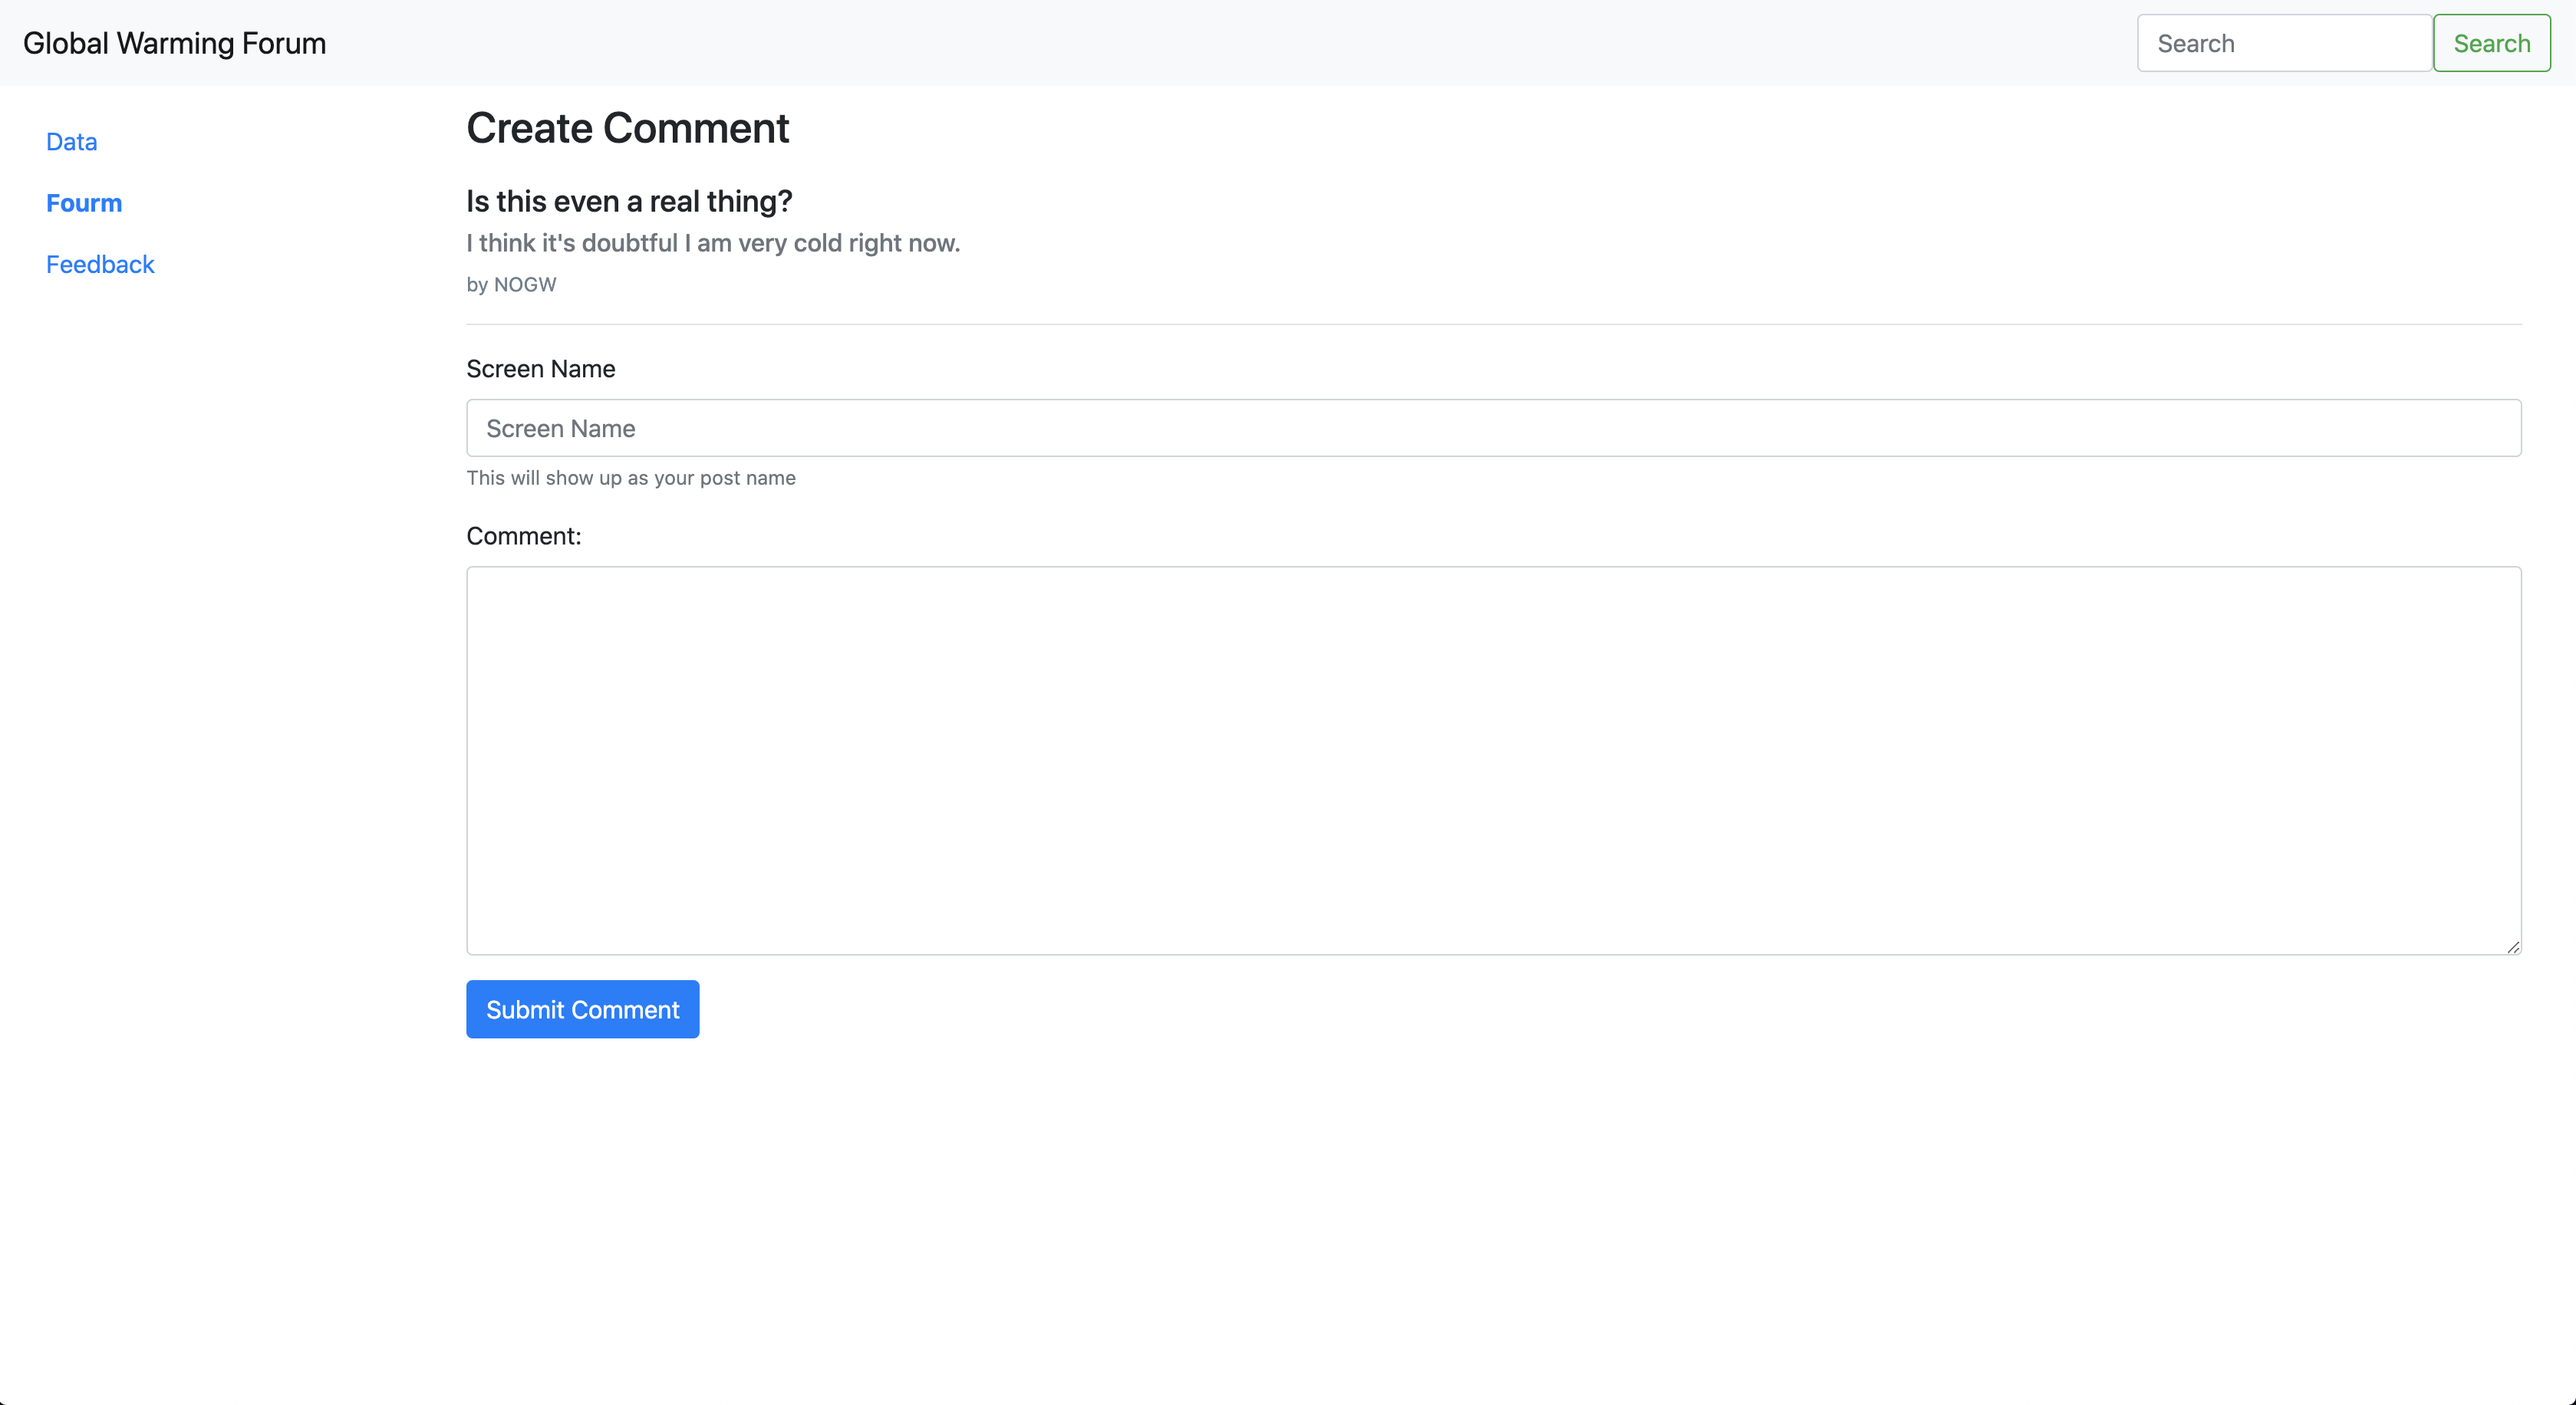 Global Warming Forum
Search
Search
Data
Fourm
Feedback
Create Comment
Is this even a real thing?
I think it's doubtful I am very cold right now.
by NOGW
Screen Name
Screen Name
This will show up as your post name
Comment:
Submit Comment